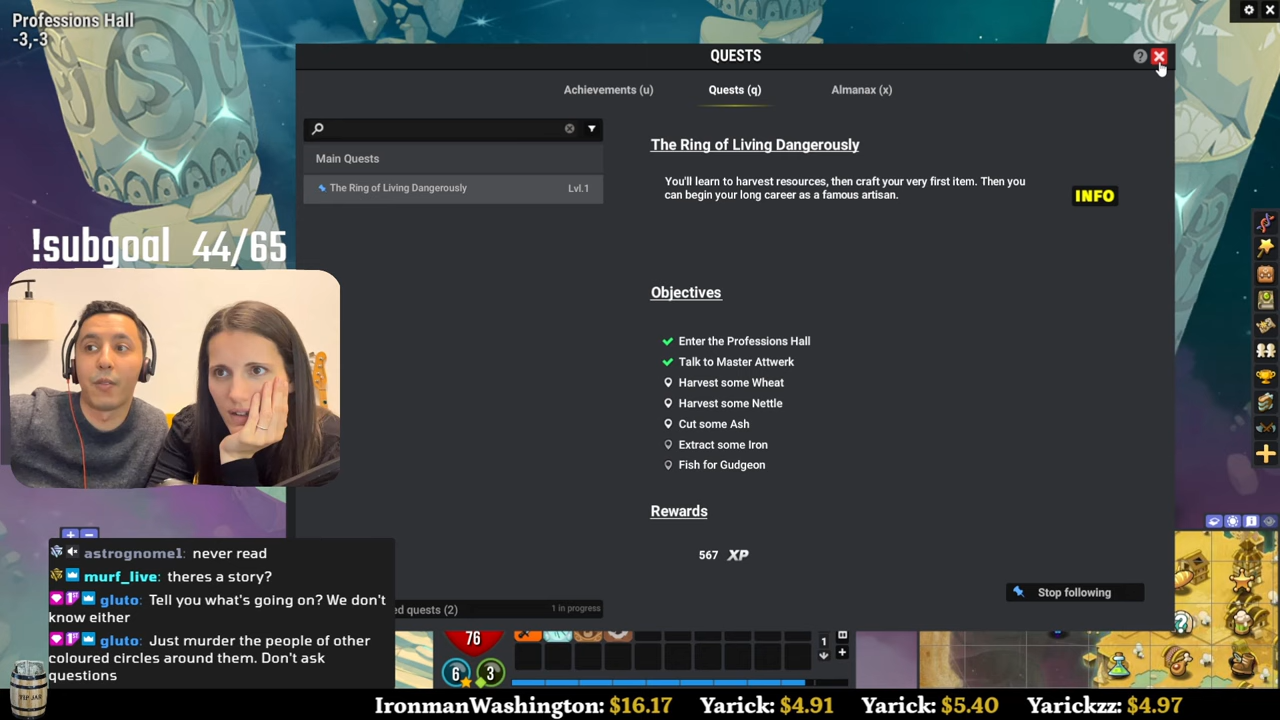 Professions Hall
-3,-3
QUESTS
Achievements (u)
Quests (q)
Almanax (x)
Main Quests
The Ring of Living Dangerously
Lvl.1
The Ring of Living Dangerously
You'll learn to harvest resources, then craft your very first item. Then you
can begin your long career as a famous artisan.
INFO
Objectives
Enter the Professions Hall
Talk to Master Attwerk
Harvest some Wheat
Harvest some Nettle
Cut some Ash
Extract some Iron
Fish for Gudgeon
Rewards
567 XP
Stop following
!subgoal 44/65
astrognome1: never read
murf_live: theres a story?
gluto: Tell you what's going on? We don't
know either
gluto: Just murder the people of other
coloured circles around them. Don't ask
questions
ed quests (2)
1 in progress
76
6
3
1
TIP JAR
IronmanWashington: $16.17 Yarick: $4.91 Yarick: $5.40 Yarickzz: $4.97